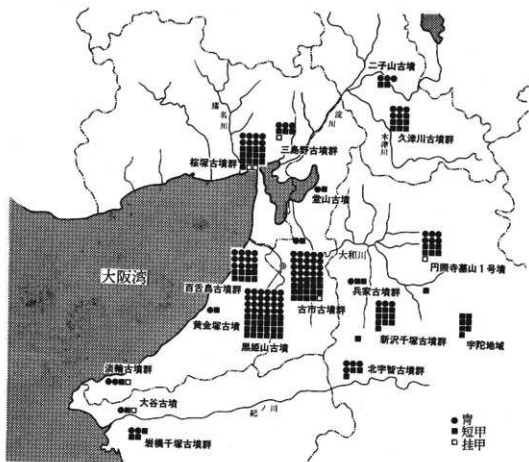 二子山古墳
猪名川
淀川
木津川
久津川古墳群
三島野古墳群
桜塚古墳群
堂山古墳
大和川
大阪湾
百舌鳥古墳群
古市古墳群
円照寺墓山1号墳
兵家古墳群
黄金塚古墳
黒姫山古墳
新沢千塚古墳群
宇陀地域
淡輪古墳群
北宇智古墳群
大谷古墳
紀ノ川
岩橋千塚古墳群
冑
短甲
挂甲